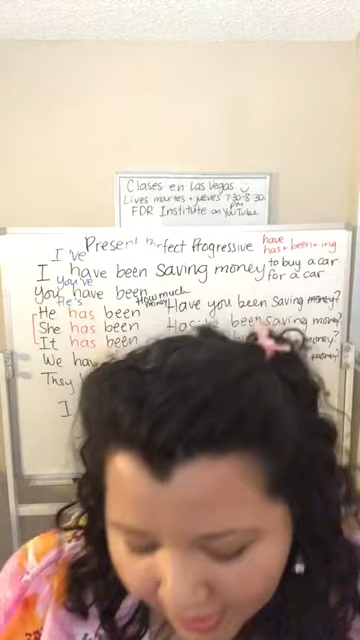 Clases en Las Vegas
Lives martes + jueves 7:30-8:30 PM
FDR Institute on YouTube
Present Perfect Progressive
have
has + been + ing
I've
I have been saving money to buy a car
for a car
You've
You have been
He's
He has been
She has been
It has been
We have
They
I
How much money
Have you been saving money?
Has he been saving money?
money?
money?